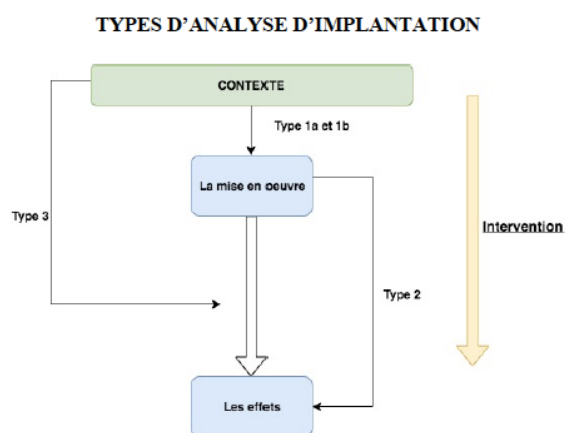 TYPES D'ANALYSE D'IMPLANTATION
CONTEXTE
Type 1a et 1b
La mise en oeuvre
Type 3
Intervention
Type 2
Les effets